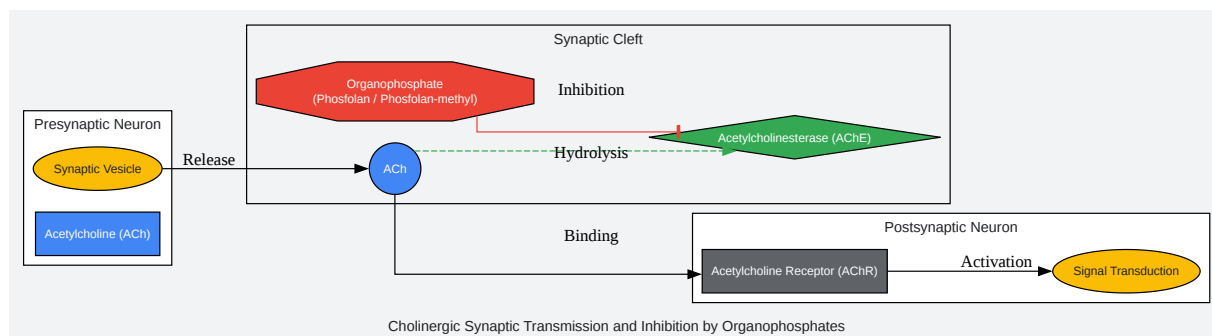 Synaptic Cleft
Organophosphate
(Phosfolan / Phosfolan-methyl)
Inhibition
Presynaptic Neuron
Acetylcholinesterase (AChE)
Hydrolysis
Release
Synaptic Vesicle
ACh
Acetylcholine (ACh)
Binding
Postsynaptic Neuron
Acetylcholine Receptor (AChR)
Activation
Signal Transduction
Cholinergic Synaptic Transmission and Inhibition by Organophosphates